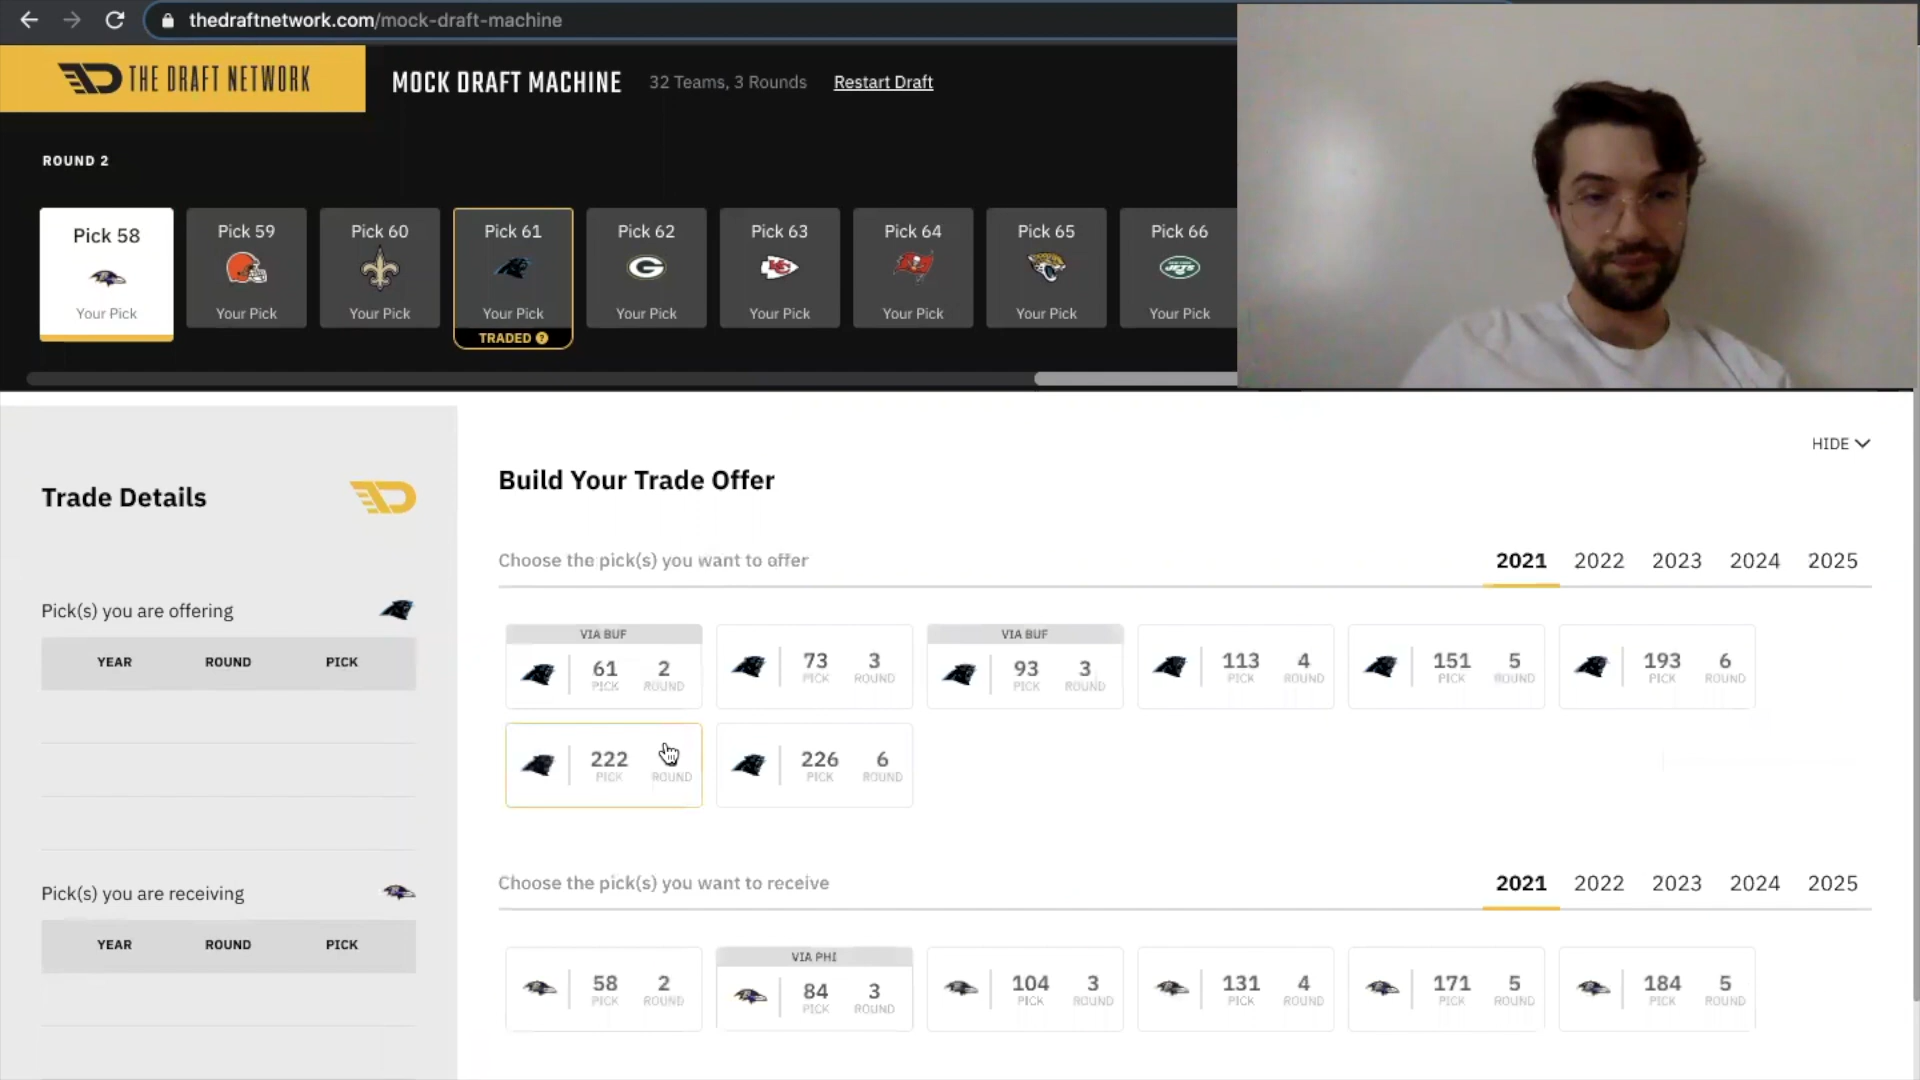 thedraftnetwork.com/mock-draft-machine
THE DRAFT NETWORK
MOCK DRAFT MACHINE 32 Teams, 3 Rounds Restart Draft
ROUND 2
Pick 58 Pick 59 Pick 60 Pick 61 Pick 62 Pick 63 Pick 64 Pick 65 Pick 66
G KC JETS
Your Pick Your Pick Your Pick Your Pick Your Pick Your Pick Your Pick Your Pick Your Pick
TRADED ?
HIDE
Trade Details
Build Your Trade Offer
Choose the pick(s) you want to offer 2021 2022 2023 2024 2025
Pick(s) you are offering
YEAR ROUND PICK
VIA BUF VIA BUF
61 2 73 3 93 3 113 4 151 5 193 6
PICK ROUND PICK ROUND PICK ROUND PICK ROUND PICK ROUND PICK ROUND
222 226 6
PICK ROUND PICK ROUND
Pick(s) you are receiving
YEAR ROUND PICK
Choose the pick(s) you want to receive 2021 2022 2023 2024 2025
VIA PHI
58 2 84 3 104 3 131 4 171 5 184 5
PICK ROUND PICK ROUND PICK ROUND PICK ROUND PICK ROUND PICK ROUND